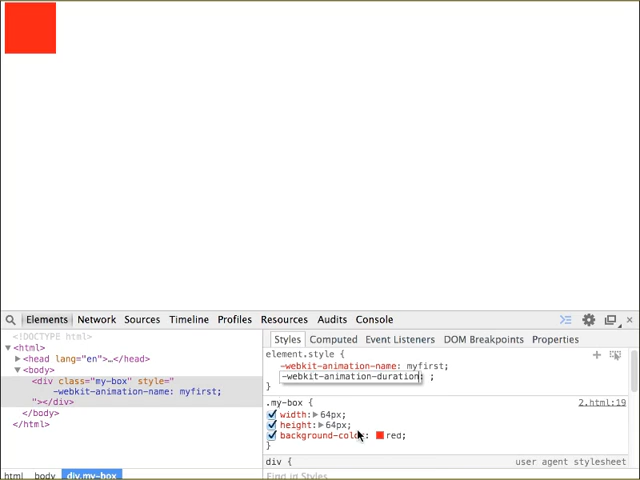 Elements Network Sources Timeline Profiles Resources Audits Console
<!DOCTYPE html>
<html>
<head lang="en">…</head>
<body>
<div class="my-box" style="
-webkit-animation-name: myfirst;
"></div>
</body>
</html>
html body div.my-box
Styles Computed Event Listeners DOM Breakpoints Properties
element.style {
-webkit-animation-name: myfirst;
-webkit-animation-duration: ;
}
.my-box { 2.html:19
width: 64px;
height: 64px;
background-color: red;
}
div { user agent stylesheet
Find in Styles